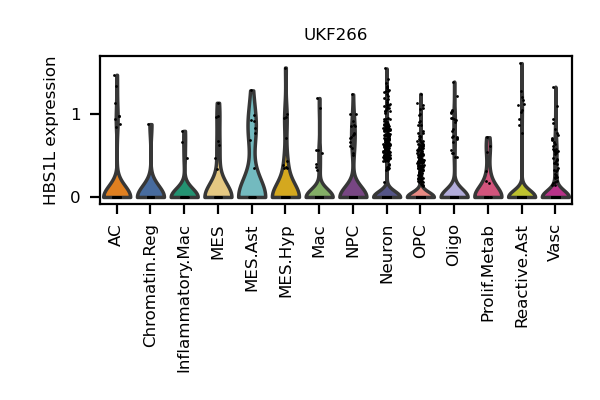 UKF266
HBS1L expression
1
0
AC
Chromatin.Reg
Inflammatory.Mac
MES
MES.Ast
MES.Hyp
Mac
NPC
Neuron
OPC
Oligo
Prolif.Metab
Reactive.Ast
Vasc